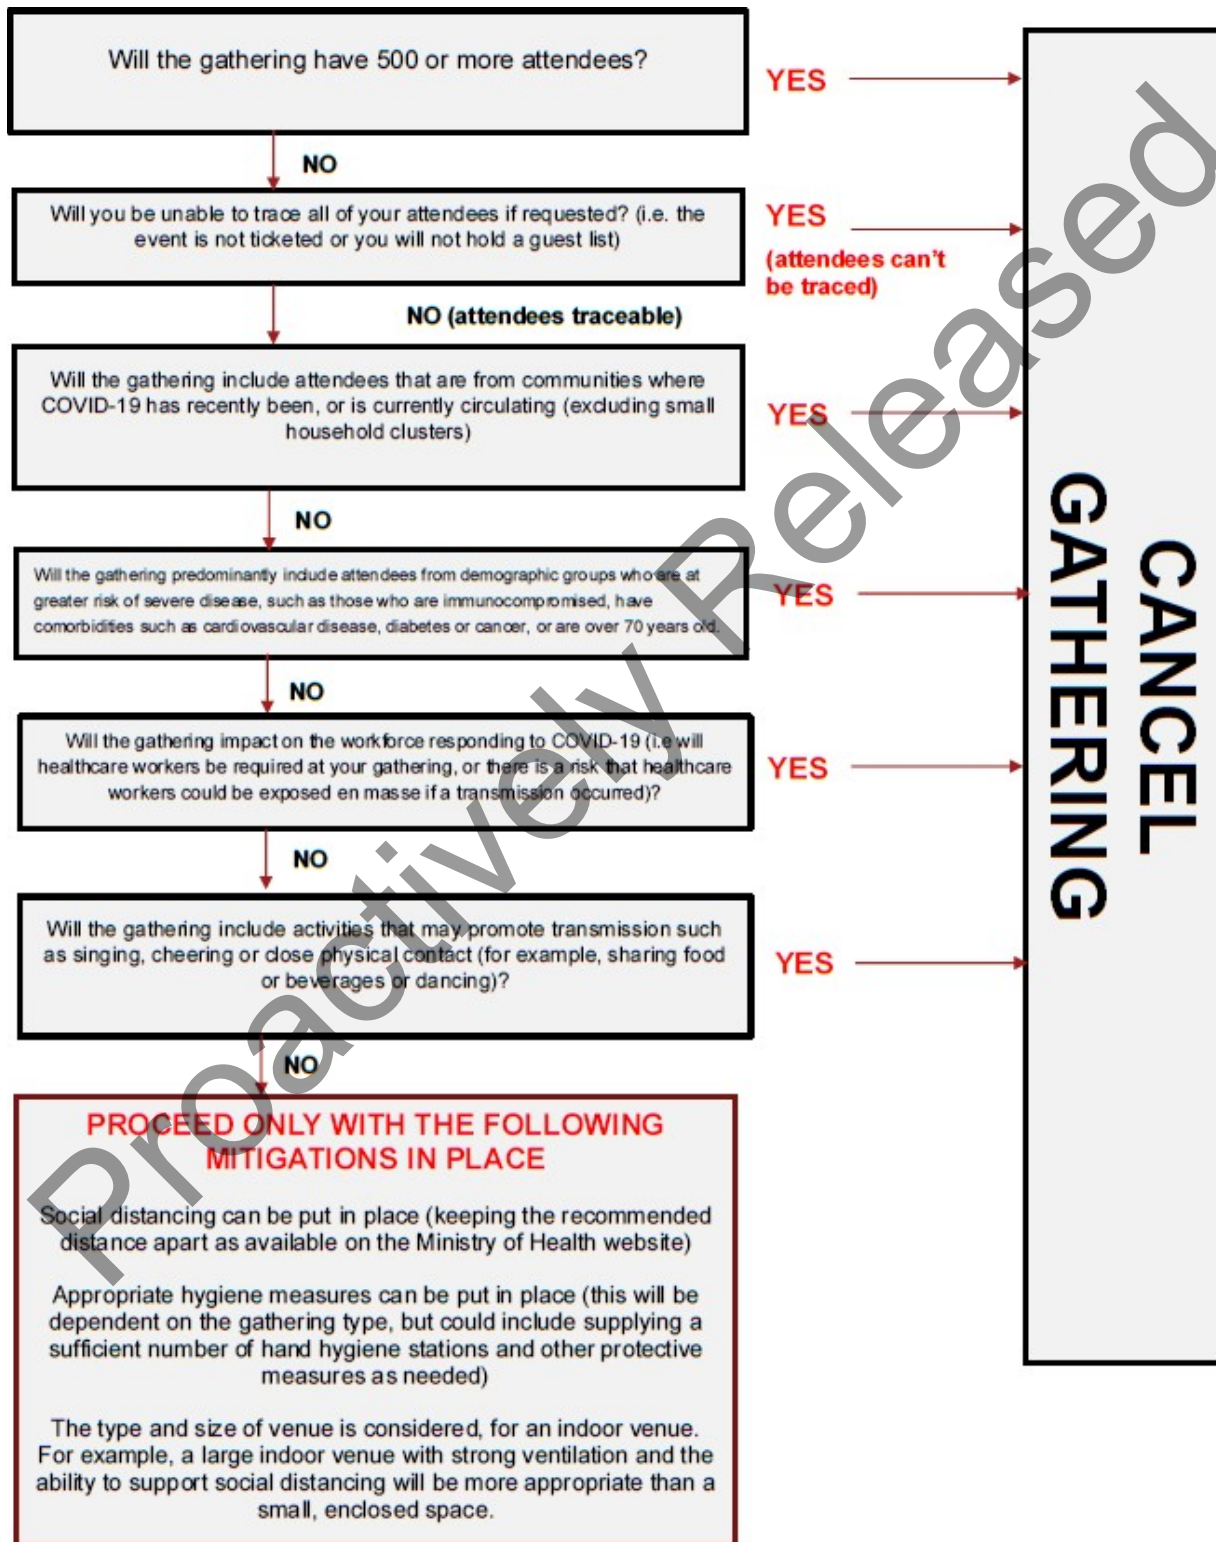 Will the gathering have 500 or more attendees?
YES
NO
Will you be unable to trace all of your attendees if requested? (i.e. the
event is not ticketed or you will not hold a guest list)
YES
(attendees can't
be traced)
NO (attendees traceable)
Will the gathering include attendees that are from communities where
COVID-19 has recently been, or is currently circulating (excluding small
household clusters)
YES
NO
Will the gathering predominantly include attendees from demographic groups who are at
greater risk of severe disease, such as those who are immunocompromised, have
comorbidities such as cardiovascular disease, diabetes or cancer, or are over 70 years old.
YES
NO
Will the gathering impact on the workforce responding to COVID-19 (i.e will
healthcare workers be required at your gathering, or there is a risk that healthcare
workers could be exposed en masse if a transmission occurred)?
YES
NO
Will the gathering include activities that may promote transmission such
as singing, cheering or close physical contact (for example, sharing food
or beverages or dancing)?
YES
NO
PROCEED ONLY WITH THE FOLLOWING
MITIGATIONS IN PLACE
Social distancing can be put in place (keeping the recommended
distance apart as available on the Ministry of Health website)
Appropriate hygiene measures can be put in place (this will be
dependent on the gathering type, but could include supplying a
sufficient number of hand hygiene stations and other protective
measures as needed)
The type and size of venue is considered, for an indoor venue.
For example, a large indoor venue with strong ventilation and the
ability to support social distancing will be more appropriate than a
small, enclosed space.
CANCEL
GATHERING
Proactively Released